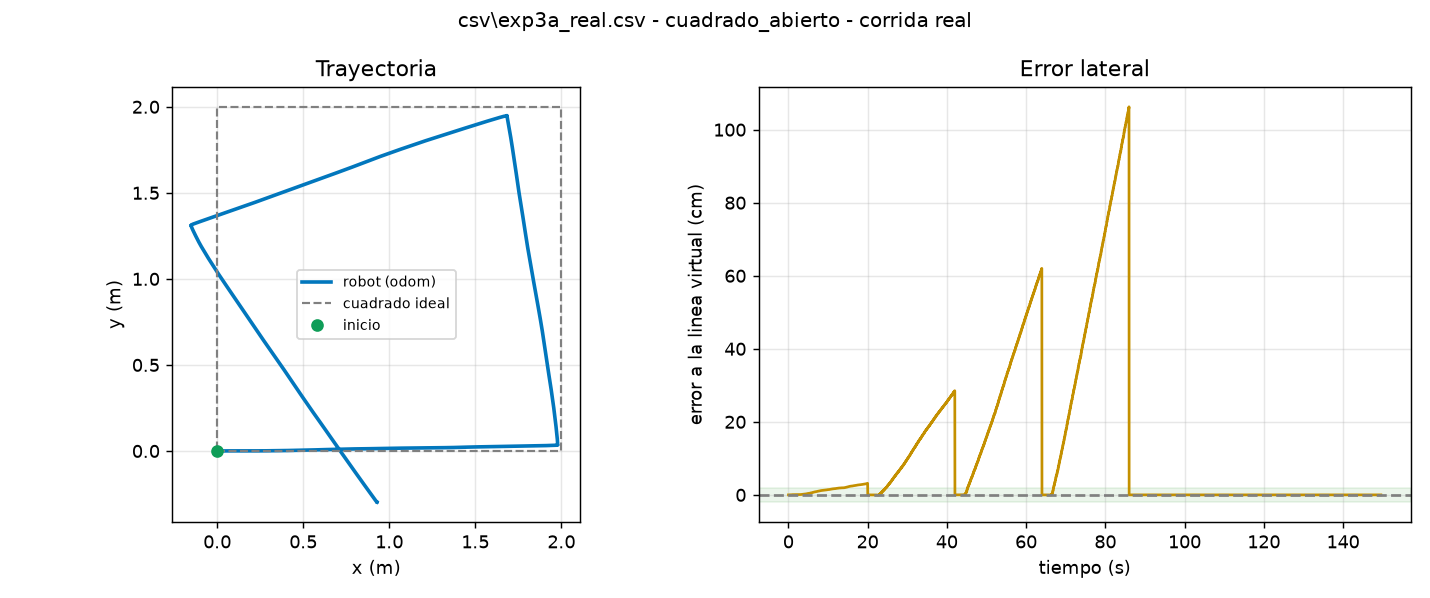 csv\exp3a_real.csv - cuadrado_abierto - corrida real
Trayectoria
2.0
1.5
1.0
0.5
0.0
y (m)
robot (odom)
cuadrado ideal
inicio
0.0 0.5 1.0 1.5 2.0
x (m)
Error lateral
100
80
60
40
20
0
error a la linea virtual (cm)
0 20 40 60 80 100 120 140
tiempo (s)